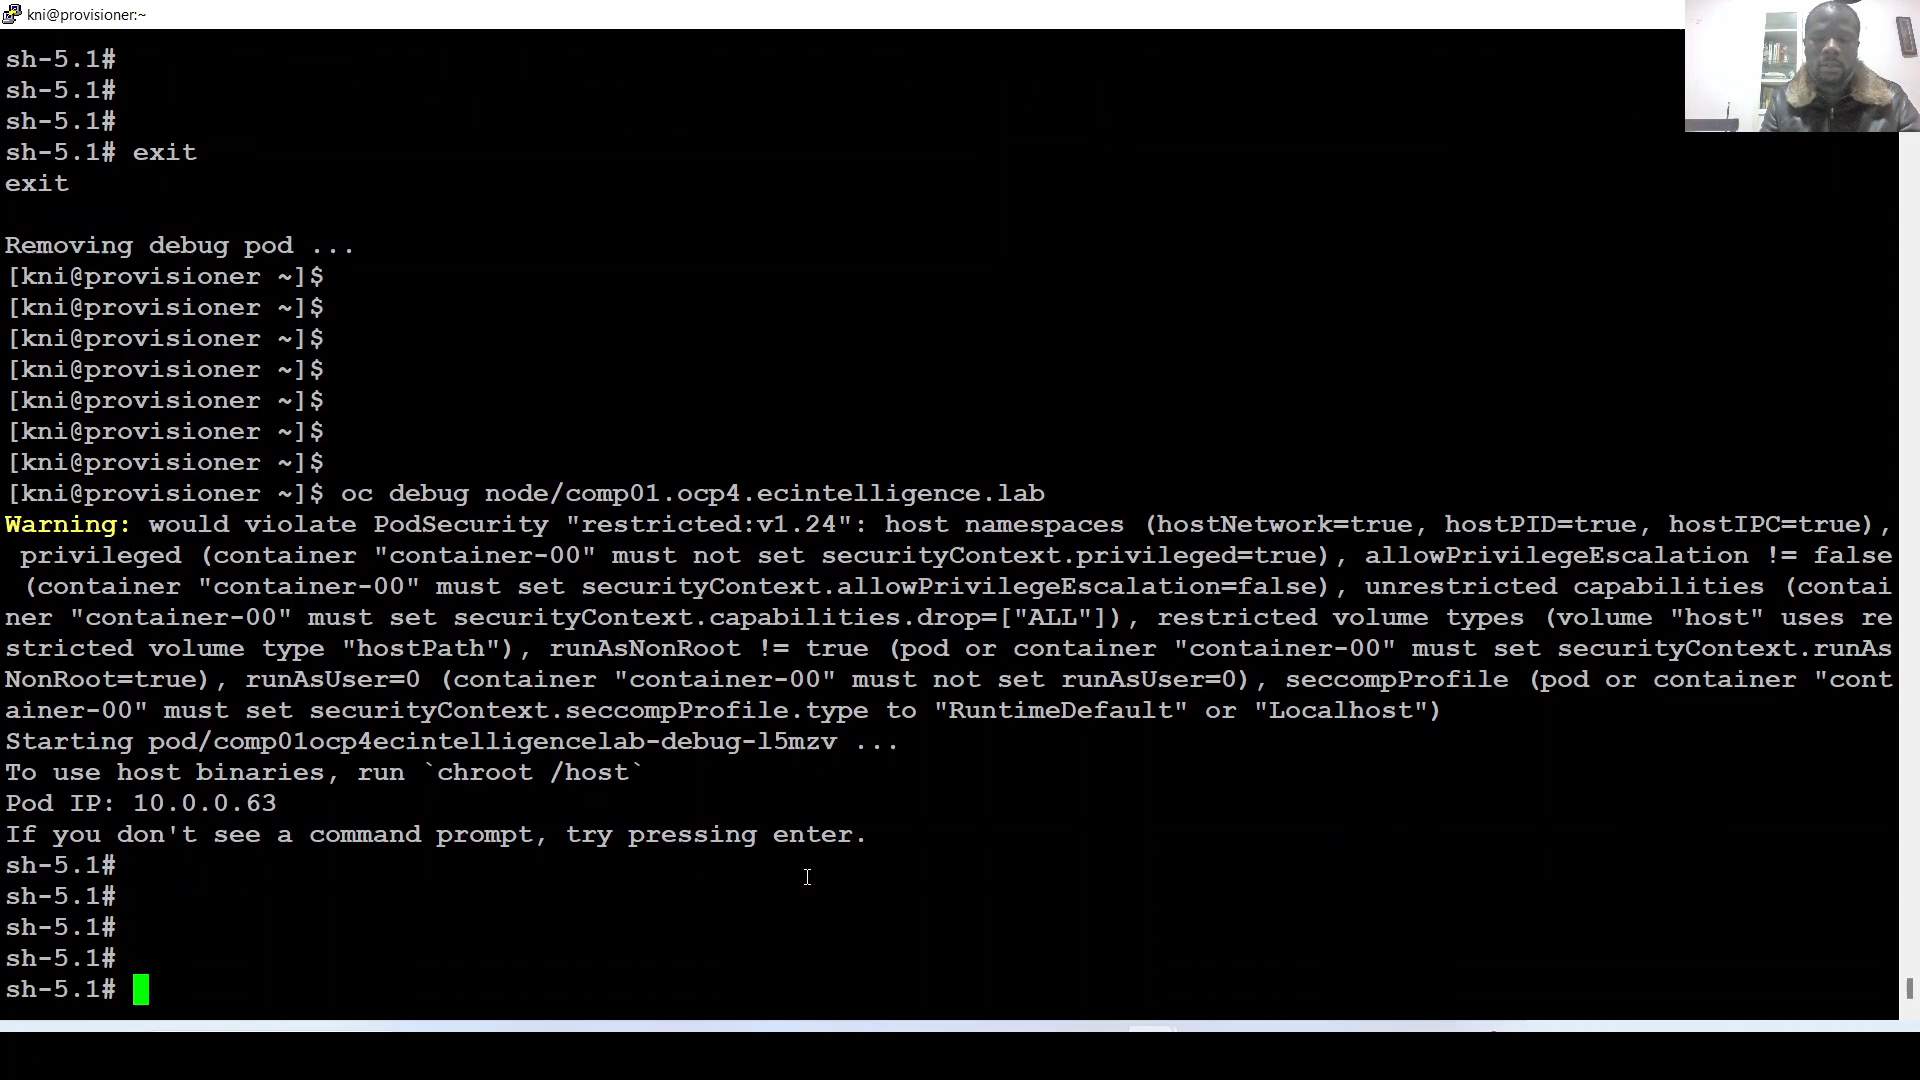 kni@provisioner:~
sh-5.1#
sh-5.1#
sh-5.1#
sh-5.1# exit
exit
Removing debug pod ...
[kni@provisioner ~]$
[kni@provisioner ~]$
[kni@provisioner ~]$
[kni@provisioner ~]$
[kni@provisioner ~]$
[kni@provisioner ~]$
[kni@provisioner ~]$
[kni@provisioner ~]$ oc debug node/comp01.ocp4.ecintelligence.lab
Warning: would violate PodSecurity "restricted:v1.24": host namespaces (hostNetwork=true, hostPID=true, hostIPC=true),
 privileged (container "container-00" must not set securityContext.privileged=true), allowPrivilegeEscalation != false
 (container "container-00" must set securityContext.allowPrivilegeEscalation=false), unrestricted capabilities (contai
ner "container-00" must set securityContext.capabilities.drop=["ALL"]), restricted volume types (volume "host" uses re
stricted volume type "hostPath"), runAsNonRoot != true (pod or container "container-00" must set securityContext.runAs
NonRoot=true), runAsUser=0 (container "container-00" must not set runAsUser=0), seccompProfile (pod or container "cont
ainer-00" must set securityContext.seccompProfile.type to "RuntimeDefault" or "Localhost")
Starting pod/comp01ocp4ecintelligencelab-debug-l5mzv ...
To use host binaries, run `chroot /host`
Pod IP: 10.0.0.63
If you don't see a command prompt, try pressing enter.
sh-5.1#
sh-5.1#
sh-5.1#
sh-5.1#
sh-5.1#